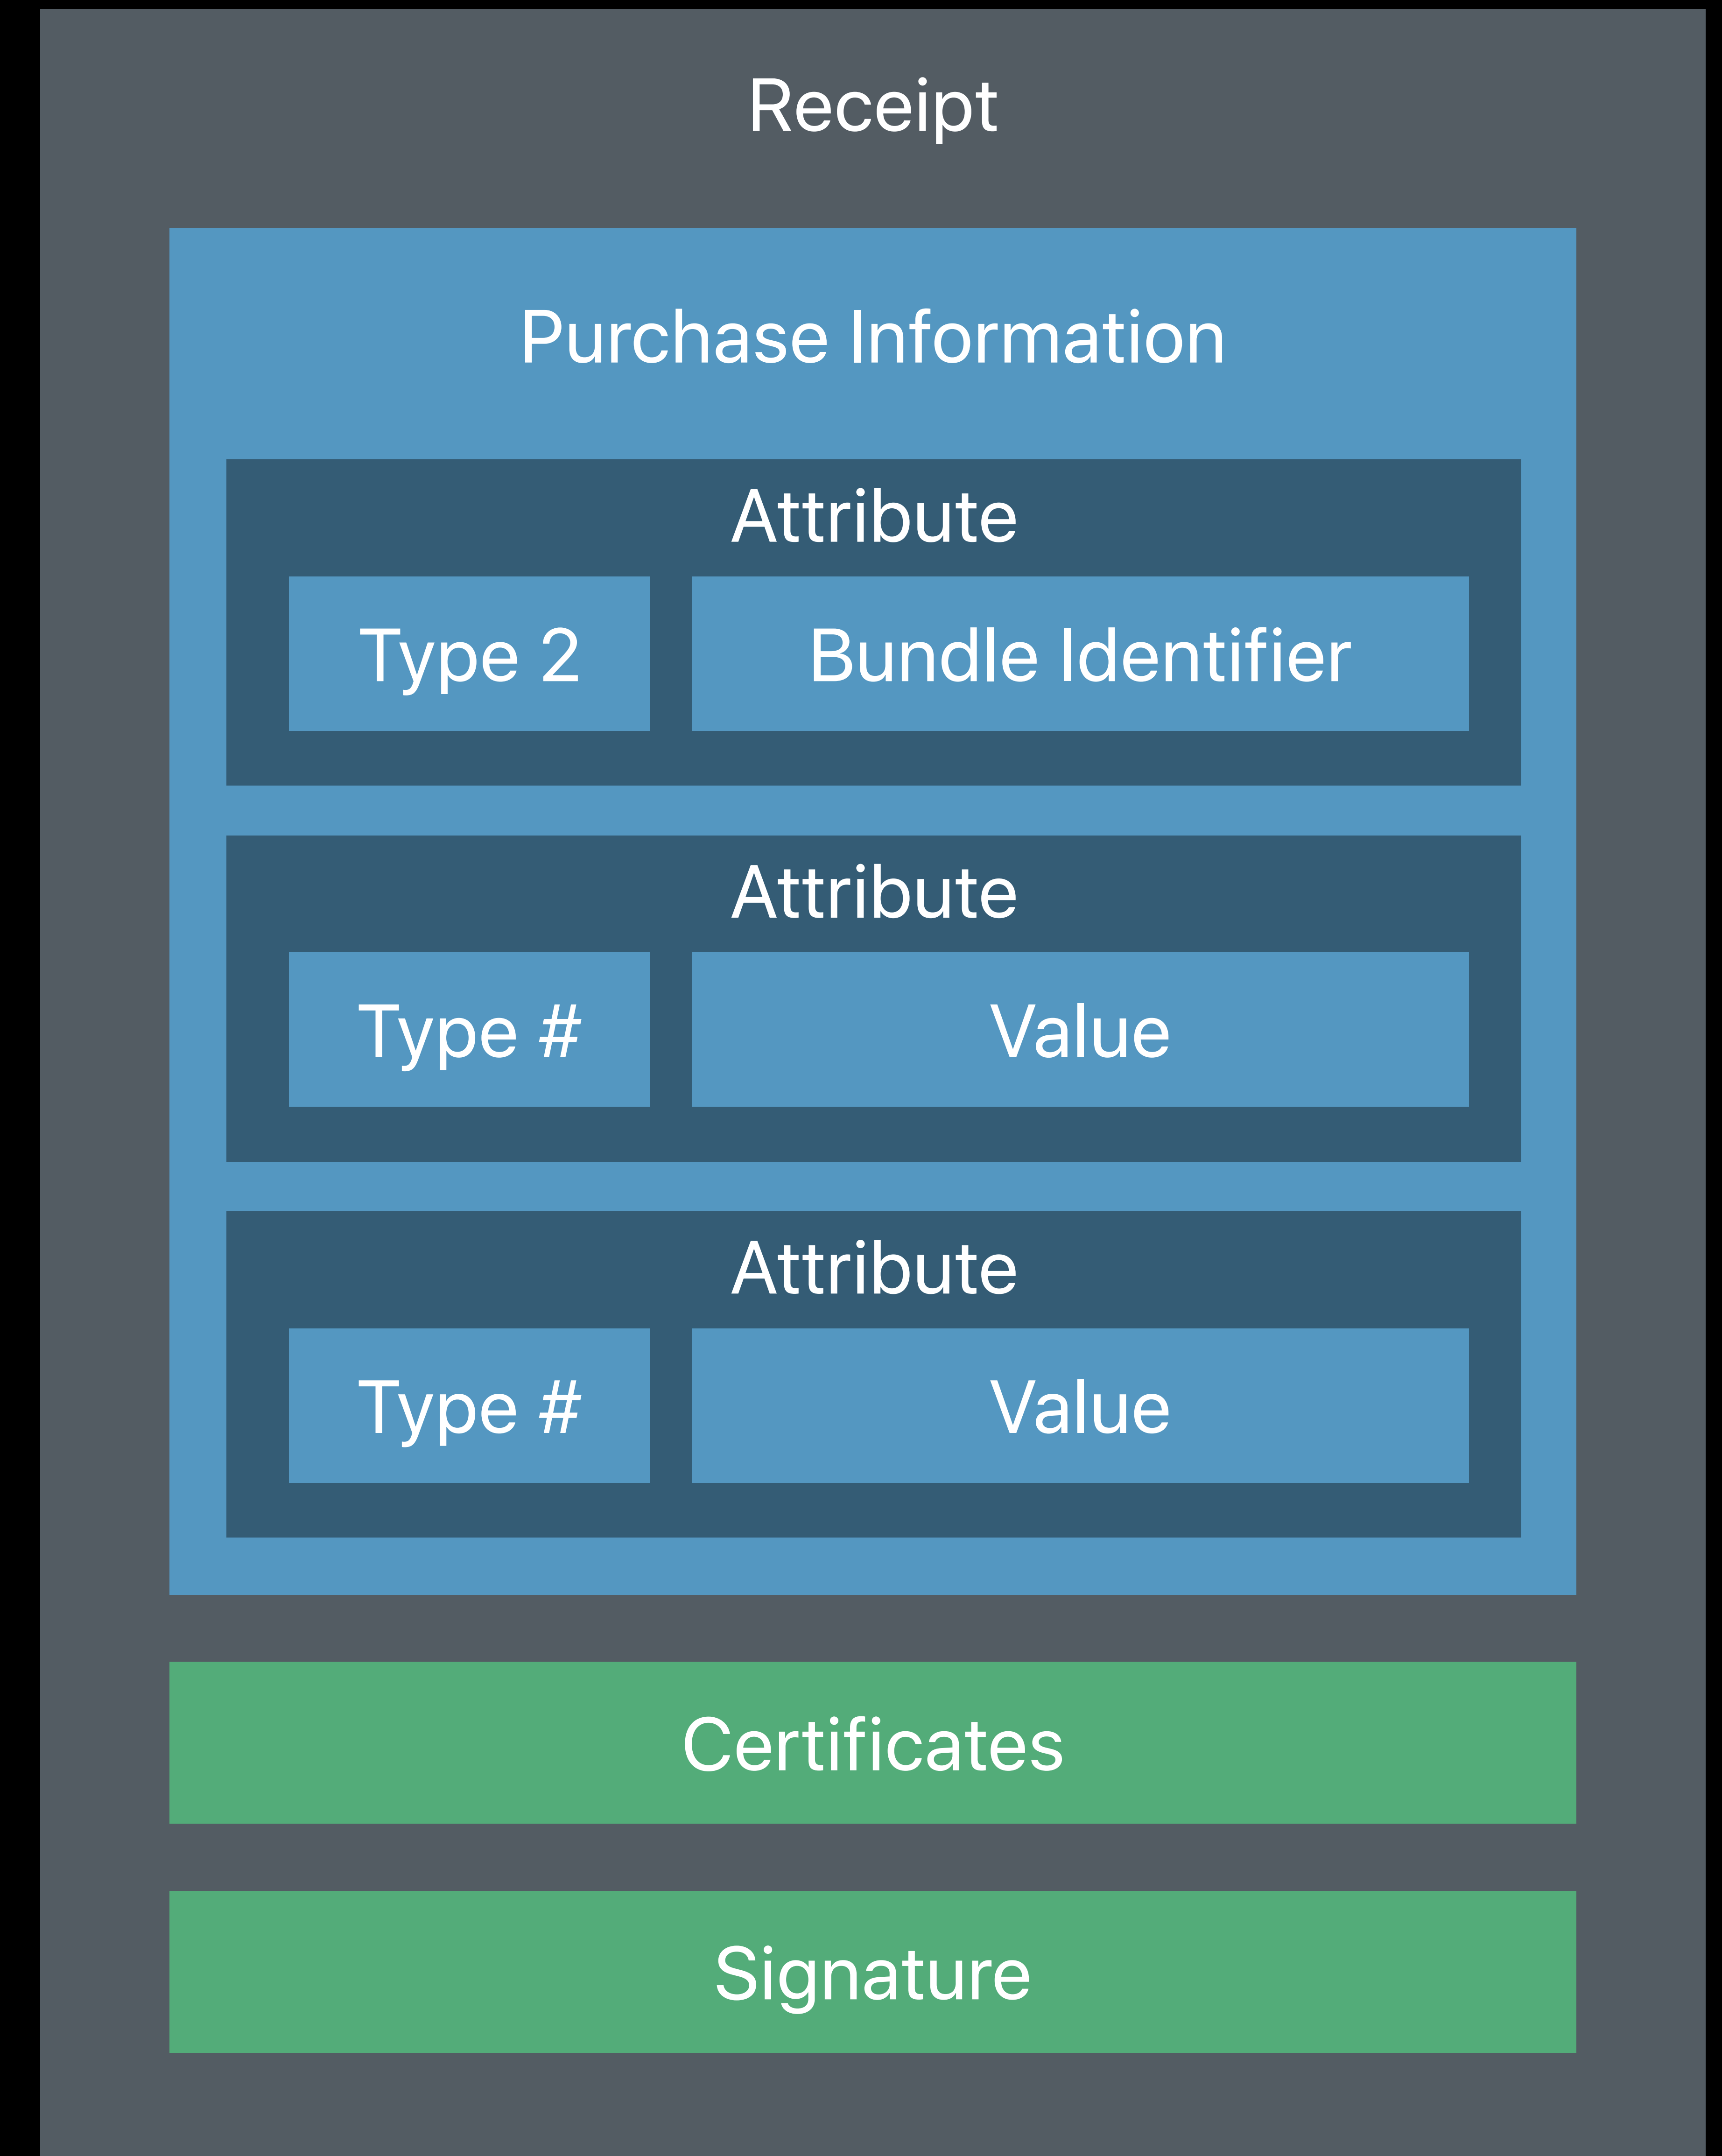 Receipt
Purchase Information
Attribute
Type 2 Bundle Identifier
Attribute
Type # Value
Attribute
Type # Value
Certificates
Signature